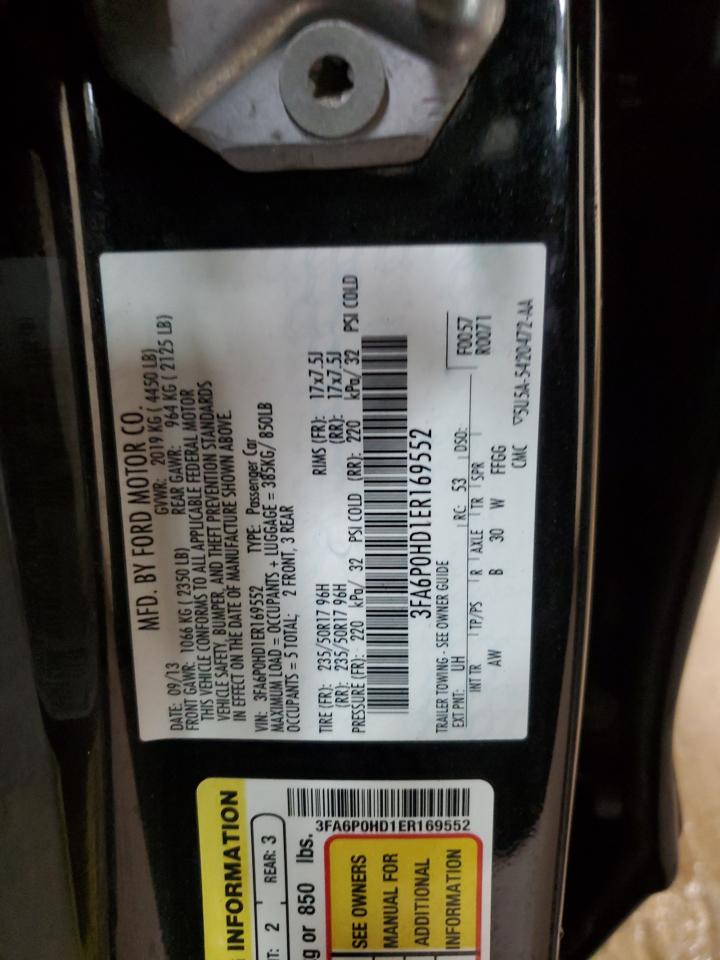 MFD. BY FORD MOTOR CO.
DATE: 09/13 GVWR: 2019 KG ( 4450 LB)
FRONT GAWR: 1066 KG ( 2350 LB) REAR GAWR: 964 KG ( 2125 LB)
THIS VEHICLE CONFORMS TO ALL APPLICABLE FEDERAL MOTOR
VEHICLE SAFETY, BUMPER, AND THEFT PREVENTION STANDARDS
IN EFFECT ON THE DATE OF MANUFACTURE SHOWN ABOVE.
VIN: 3FA6P0HD1ER169552 TYPE: Passenger Car
MAXIMUM LOAD = OCCUPANTS + LUGGAGE = 385KG/ 850LB
OCCUPANTS = 5 TOTAL: 2 FRONT, 3 REAR
TIRE (FR): 235/50R17 96H RIMS (FR): 17x7.5J
(RR): 235/50R17 96H (RR): 17x7.5J
PRESSURE (FR): 220 kPa/ 32 PSI COLD (RR): 220 kPa/ 32 PSI COLD
3FA6P0HD1ER169552
TRAILER TOWING - SEE OWNER GUIDE F0057
EXT PNT: UH RC: 53 DSO: R0071
INT TR TP/PS R AXLE TR SPR
AW B 30 W FFGG
CMC 5U5A-5420472-AA
INFORMATION
2 REAR: 3
g or 850 lbs.
3FA6P0HD1ER169552
SEE OWNERS
MANUAL FOR
ADDITIONAL
INFORMATION